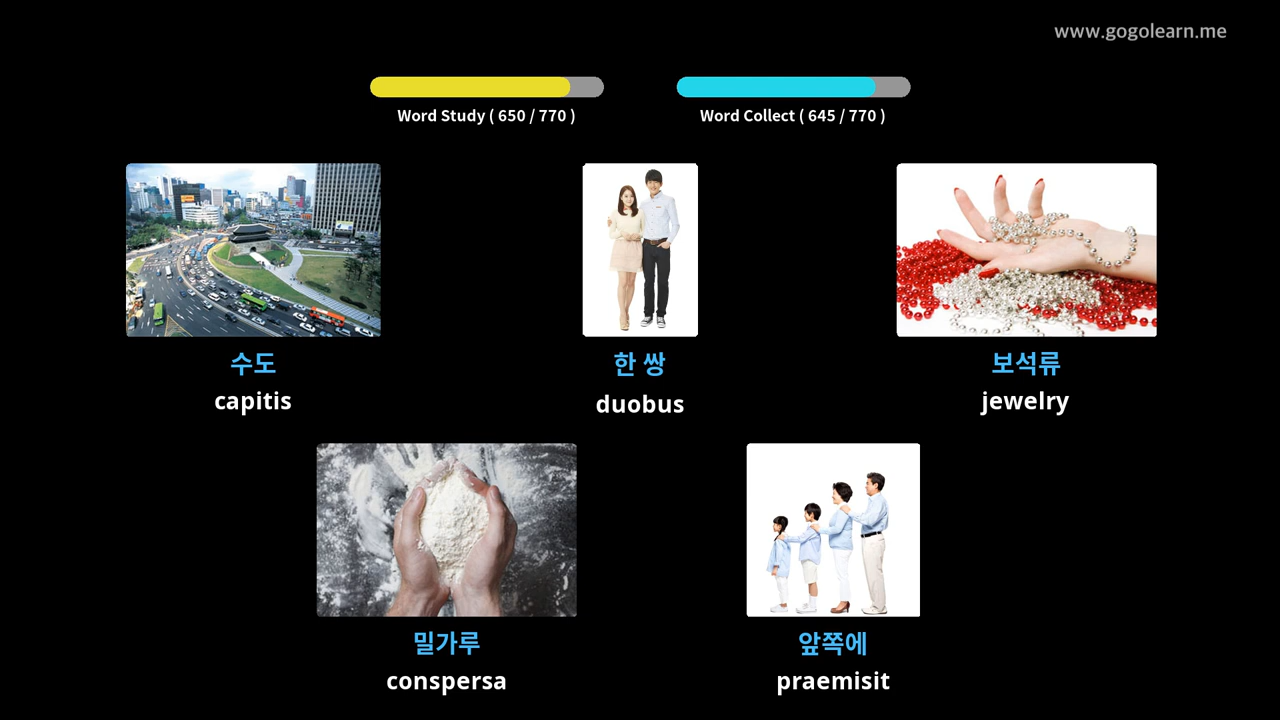 www.gogolearn.me
Word Study ( 650 / 770 )
Word Collect ( 645 / 770 )
수도
capitis
한 쌍
duobus
보석류
jewelry
밀가루
conspersa
앞쪽에
praemisit